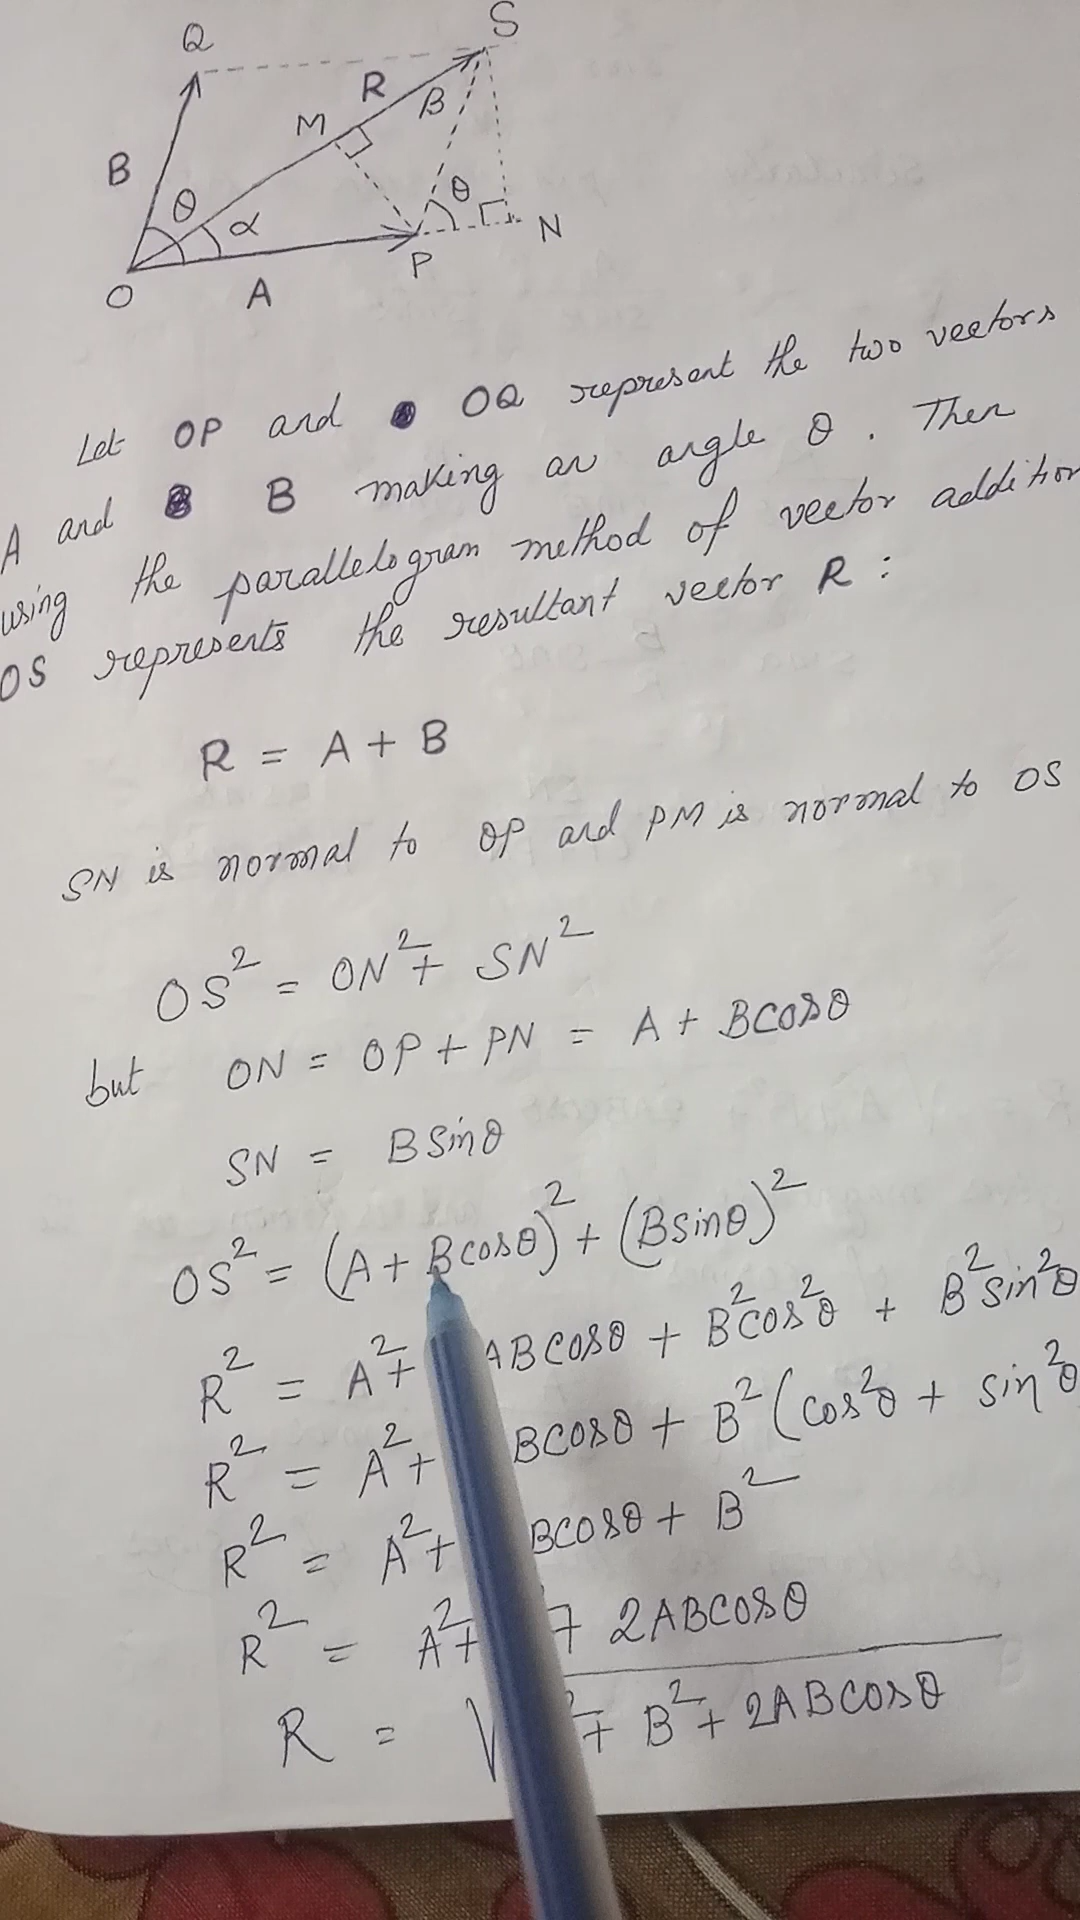 Q
S
R
B
M
B
θ
α
θ
N
P
O
A
Let OP and OQ represent the two vectors
A and B making an angle θ. Then
using the parallelogram method of vector addition
OS represents the resultant vector R:
R = A + B
SN is normal to OP and PM is normal to OS
OS² = ON² + SN²
but ON = OP + PN = A + Bcosθ
SN = BSinθ
OS² = (A + Bcosθ)² + (Bsinθ)²
R² = A² + ABcosθ + B²cos²θ + B²sin²θ
R² = A² + Bcosθ + B²(cos²θ + sin²θ
R² = A² + Bcosθ + B²
R² = A² + + 2ABcosθ
R = √ ² + B² + 2ABcosθ